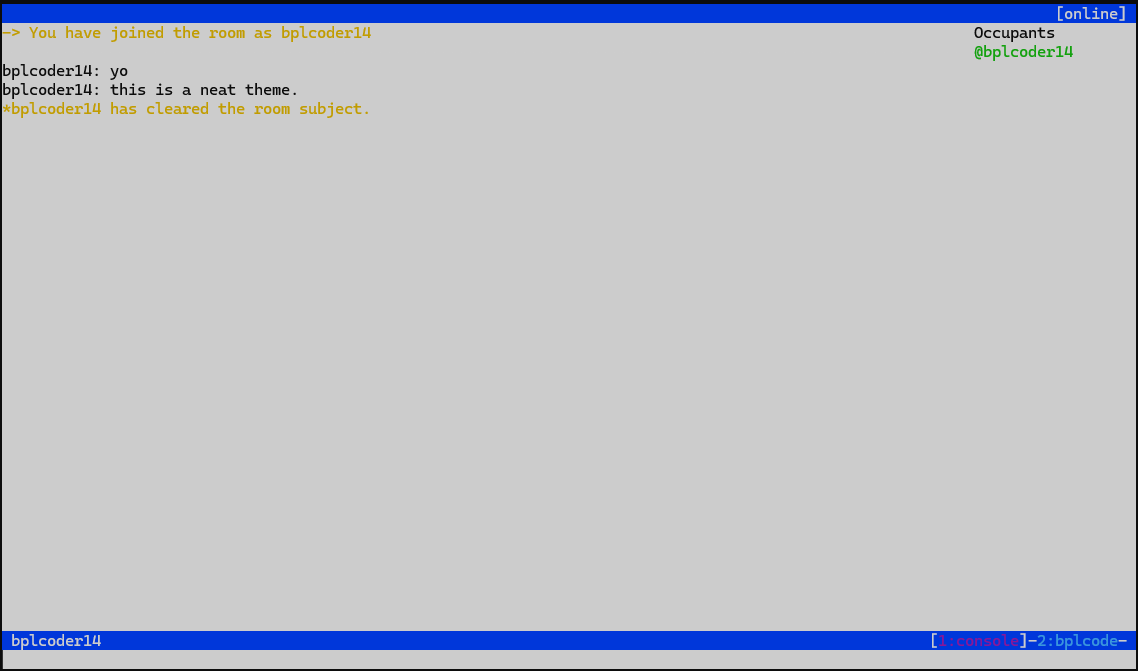 [online]
-> You have joined the room as bplcoder14
Occupants
@bplcoder14
bplcoder14: yo
bplcoder14: this is a neat theme.
*bplcoder14 has cleared the room subject.
bplcoder14
[1:console]-2:bplcode-